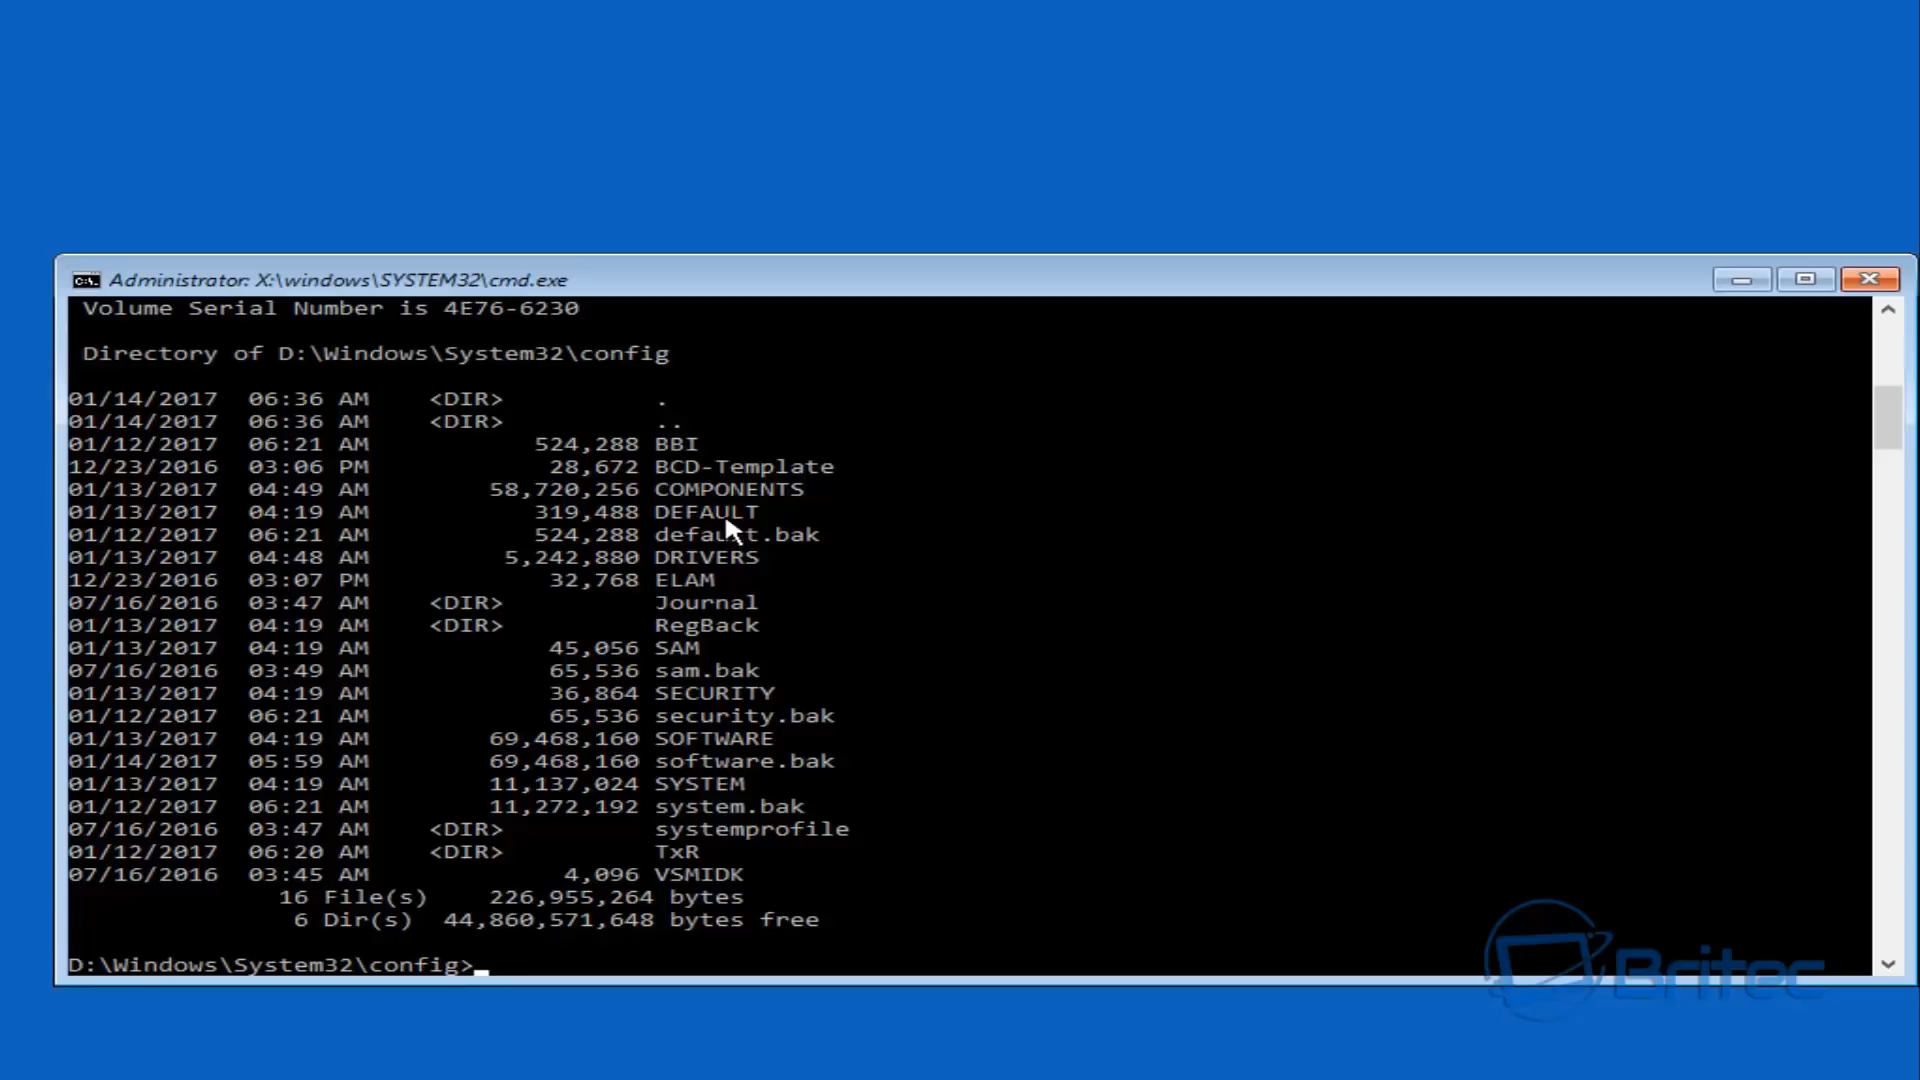 Administrator: X:\windows\SYSTEM32\cmd.exe
Volume Serial Number is 4E76-6230
Directory of D:\Windows\System32\config
01/14/2017 06:36 AM <DIR> .
01/14/2017 06:36 AM <DIR> ..
01/12/2017 06:21 AM 524,288 BBI
12/23/2016 03:06 PM 28,672 BCD-Template
01/13/2017 04:49 AM 58,720,256 COMPONENTS
01/13/2017 04:19 AM 319,488 DEFAULT
01/12/2017 06:21 AM 524,288 default.bak
01/13/2017 04:48 AM 5,242,880 DRIVERS
12/23/2016 03:07 PM 32,768 ELAM
07/16/2016 03:47 AM <DIR> Journal
01/13/2017 04:19 AM <DIR> RegBack
01/13/2017 04:19 AM 45,056 SAM
07/16/2016 03:49 AM 65,536 sam.bak
01/13/2017 04:19 AM 36,864 SECURITY
01/12/2017 06:21 AM 65,536 security.bak
01/13/2017 04:19 AM 69,468,160 SOFTWARE
01/14/2017 05:59 AM 69,468,160 software.bak
01/13/2017 04:19 AM 11,137,024 SYSTEM
01/12/2017 06:21 AM 11,272,192 system.bak
07/16/2016 03:47 AM <DIR> systemprofile
01/12/2017 06:20 AM <DIR> TxR
07/16/2016 03:45 AM 4,096 VSMIDK
16 File(s) 226,955,264 bytes
6 Dir(s) 44,860,571,648 bytes free
D:\Windows\System32\config>
Britec